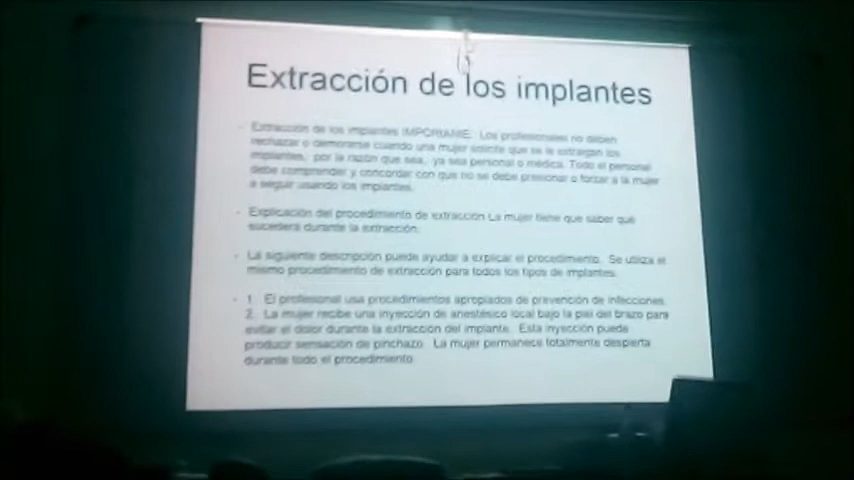 Extracción de los implantes
- Extracción de los implantes IMPORTANTE: Los profesionales no deben
rechazar o demorarse cuando una mujer solicite que se le extraigan los
implantes, por la razón que sea, ya sea personal o médica. Todo el personal
debe comprender y concordar con que no se debe presionar o forzar a la mujer
a seguir usando los implantes.
- Explicación del procedimiento de extracción La mujer tiene que saber qué
sucederá durante la extracción.
- La siguiente descripción puede ayudar a explicar el procedimiento. Se utiliza el
mismo procedimiento de extracción para todos los tipos de implantes.
- 1. El profesional usa procedimientos apropiados de prevención de infecciones.
2. La mujer recibe una inyección de anestésico local bajo la piel del brazo para
evitar el dolor durante la extracción del implante. Esta inyección puede
producir sensación de pinchazo. La mujer permanece totalmente despierta
durante todo el procedimiento.